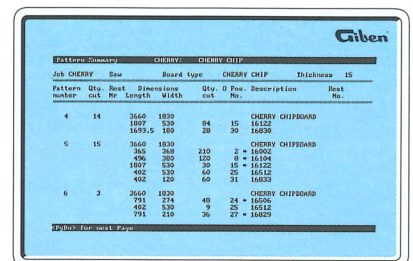 Giben
Pattern Summary CHERRY: CHERRY CHIP
Job CHERRY Saw Board type CHERRY CHIP Thickness 15
Pattern Qty. Rest Dimensions Qty. O Pos. Description Rest
number cut Nr Length Width cut No. No.
4 14 3660 1830 CHERRY CHIPBOARD
1807 530 84 15 16122
1693,5 180 28 30 16830
5 15 3660 1830 CHERRY CHIPBOARD
365 368 210 2 = 16002
496 380 120 8 = 16104
1807 530 30 15 = 16122
402 530 60 25 16512
402 120 60 31 16833
6 3 3660 1830 CHERRY CHIPBOARD
791 274 48 24 = 16506
402 530 9 25 16512
791 210 36 27 = 16829
(PgDn) for next Page